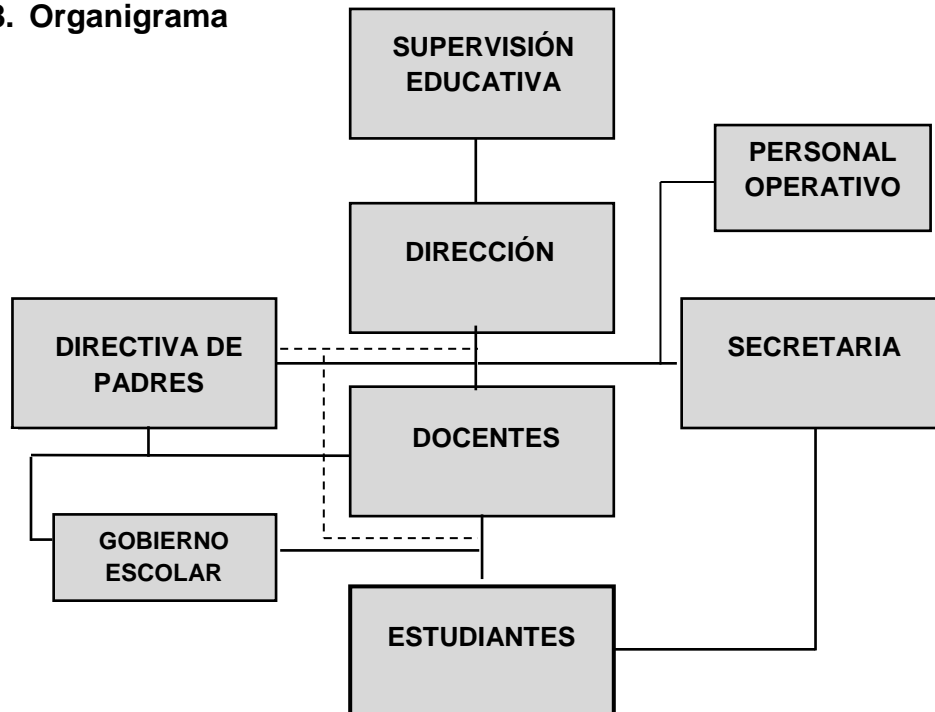 3. Organigrama
SUPERVISIÓN
EDUCATIVA
PERSONAL
OPERATIVO
DIRECCIÓN
DIRECTIVA DE
PADRES
SECRETARIA
DOCENTES
GOBIERNO
ESCOLAR
ESTUDIANTES